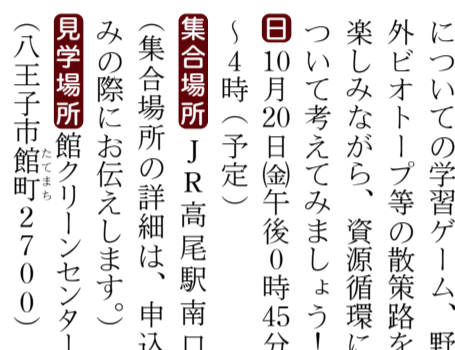 についての学習ゲーム、野
外ビオトープ等の散策路を
楽しみながら、資源循環に
ついて考えてみましょう！
日 10月20日㈮午後0時45分
～4時（予定）
集合場所 JR高尾駅南口
（集合場所の詳細は、申込
みの際にお伝えします。）
見学場所 館クリーンセンター
（八王子市館町2700）
たてまち